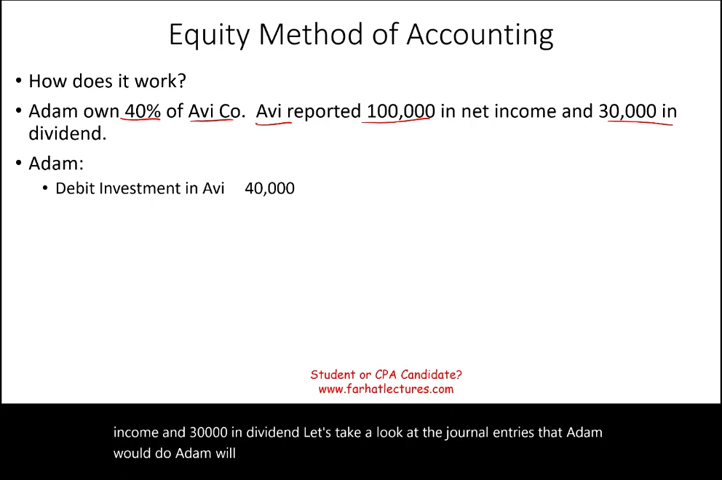 Equity Method of Accounting
• How does it work?
• Adam own 40% of Avi Co. Avi reported 100,000 in net income and 30,000 in
dividend.
• Adam:
• Debit Investment in Avi 40,000
Student or CPA Candidate?
www.farhatlectures.com
income and 30000 in dividend Let's take a look at the journal entries that Adam
would do Adam will